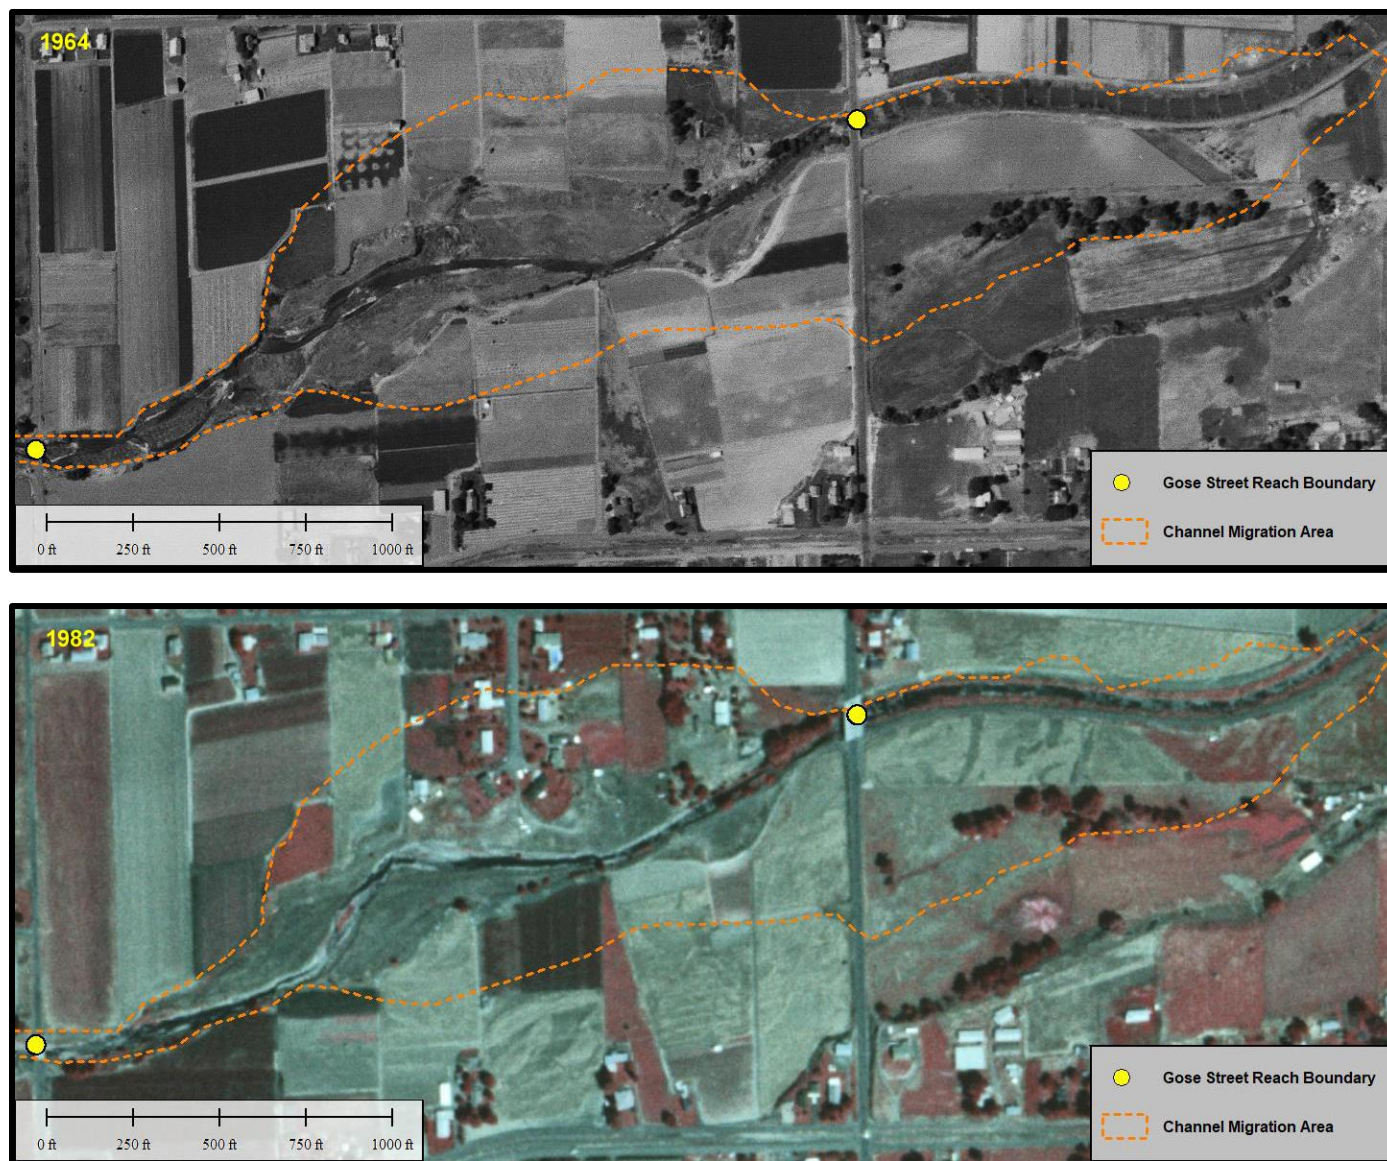 1964
Gose Street Reach Boundary
Channel Migration Area
0 ft 250 ft 500 ft 750 ft 1000 ft
1982
Gose Street Reach Boundary
Channel Migration Area
0 ft 250 ft 500 ft 750 ft 1000 ft